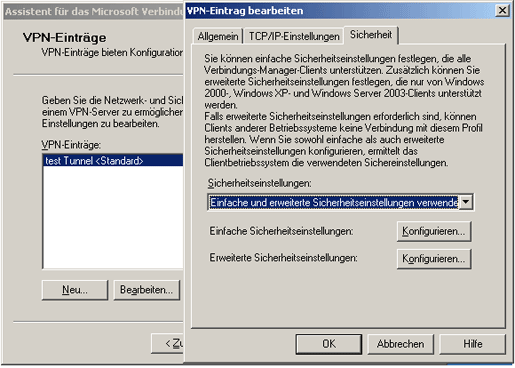 Assistent für das Microsoft Verbindu
VPN-Einträge
VPN-Einträge bieten Konfiguration
Geben Sie die Netzwerk- und Sich
einem VPN-Server zu ermöglicher
Einstellungen zu bearbeiten.
VPN-Einträge:
test Tunnel <Standard>
Neu...
Bearbeiten...
< Zu
VPN-Eintrag bearbeiten
Allgemein
TCP/IP-Einstellungen
Sicherheit
Sie können einfache Sicherheitseinstellungen festlegen, die alle
Verbindungs-Manager-Clients unterstützen. Zusätzlich können Sie
erweiterte Sicherheitseinstellungen festlegen, die nur von Windows
2000-, Windows XP- und Windows Server 2003-Clients unterstützt
werden.
Falls erweiterte Sicherheitseinstellungen erforderlich sind, können
Clients anderer Betriebssysteme keine Verbindung mit diesem Profil
herstellen. Wenn Sie sowohl einfache als auch erweiterte
Sicherheitseinstellungen konfigurieren, ermittelt das
Clientbetriebssystem die verwendeten Sichereinstellungen.
Sicherheitseinstellungen:
Einfache und erweiterte Sicherheitseinstellungen verwende
Einfache Sicherheitseinstellungen:
Konfigurieren...
Erweiterte Sicherheitseinstellungen:
Konfigurieren...
OK
Abbrechen
Hilfe